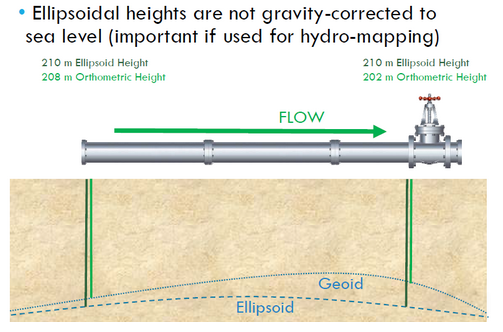 • Ellipsoidal heights are not gravity-corrected to
sea level (important if used for hydro-mapping)
210 m Ellipsoid Height
208 m Orthometric Height
210 m Ellipsoid Height
202 m Orthometric Height
FLOW
Geoid
Ellipsoid